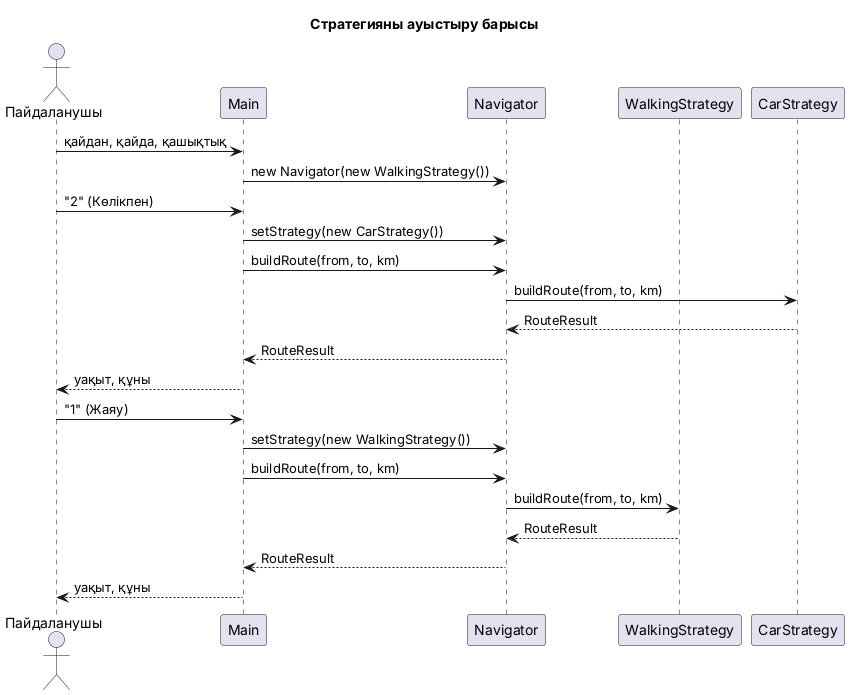 Стратегияны ауыстыру барысы
Пайдаланушы
Main
Navigator
WalkingStrategy
CarStrategy
қайдан, қайда, қашықтық
new Navigator(new WalkingStrategy())
"2" (Көлікпен)
setStrategy(new CarStrategy())
buildRoute(from, to, km)
buildRoute(from, to, km)
RouteResult
RouteResult
уақыт, құны
"1" (Жаяу)
setStrategy(new WalkingStrategy())
buildRoute(from, to, km)
buildRoute(from, to, km)
RouteResult
RouteResult
уақыт, құны
Пайдаланушы
Main
Navigator
WalkingStrategy
CarStrategy